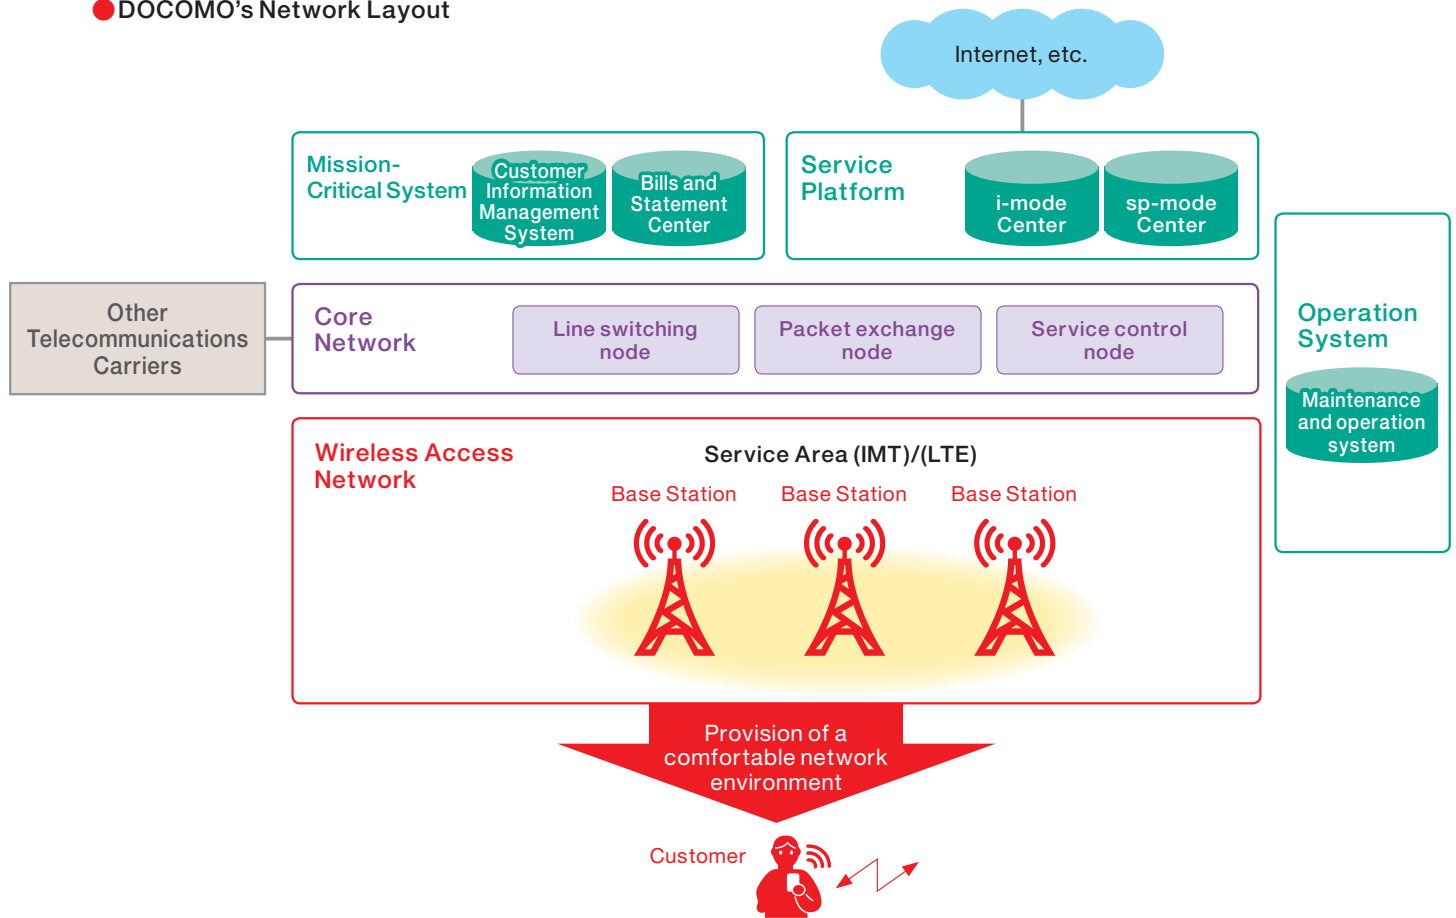 DOCOMO's Network Layout
Internet, etc.
Mission-
Critical System
Customer
Information
Management
System
Bills and
Statement
Center
Service
Platform
i-mode
Center
sp-mode
Center
Other
Telecommunications
Carriers
Core
Network
Line switching
node
Packet exchange
node
Service control
node
Operation
System
Maintenance
and operation
system
Wireless Access
Network
Service Area (IMT)/(LTE)
Base Station
Base Station
Base Station
Provision of a
comfortable network
environment
Customer